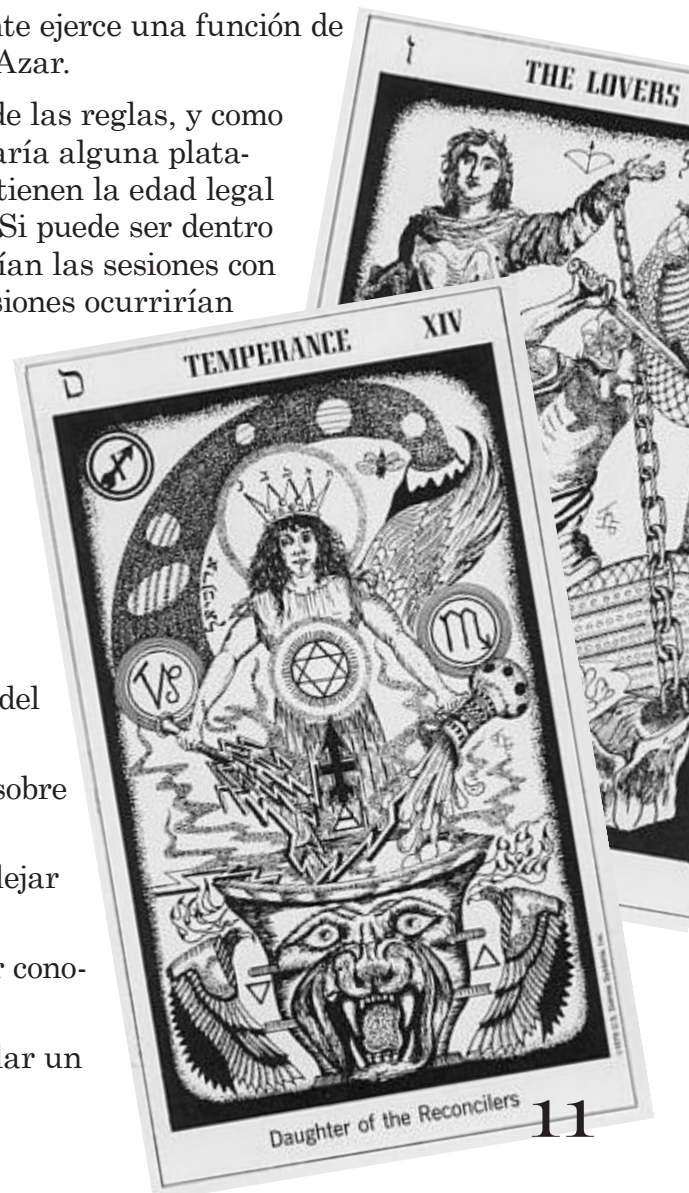 nte ejerce una función de
Azar.
de las reglas, y como
aría alguna plata-
tienen la edad legal
Si puede ser dentro
ían las sesiones con
siones ocurrirían
del
sobre
lejar
r cono-
lar un
ו THE LOVERS
ס TEMPERANCE XIV
Daughter of the Reconcilers
11